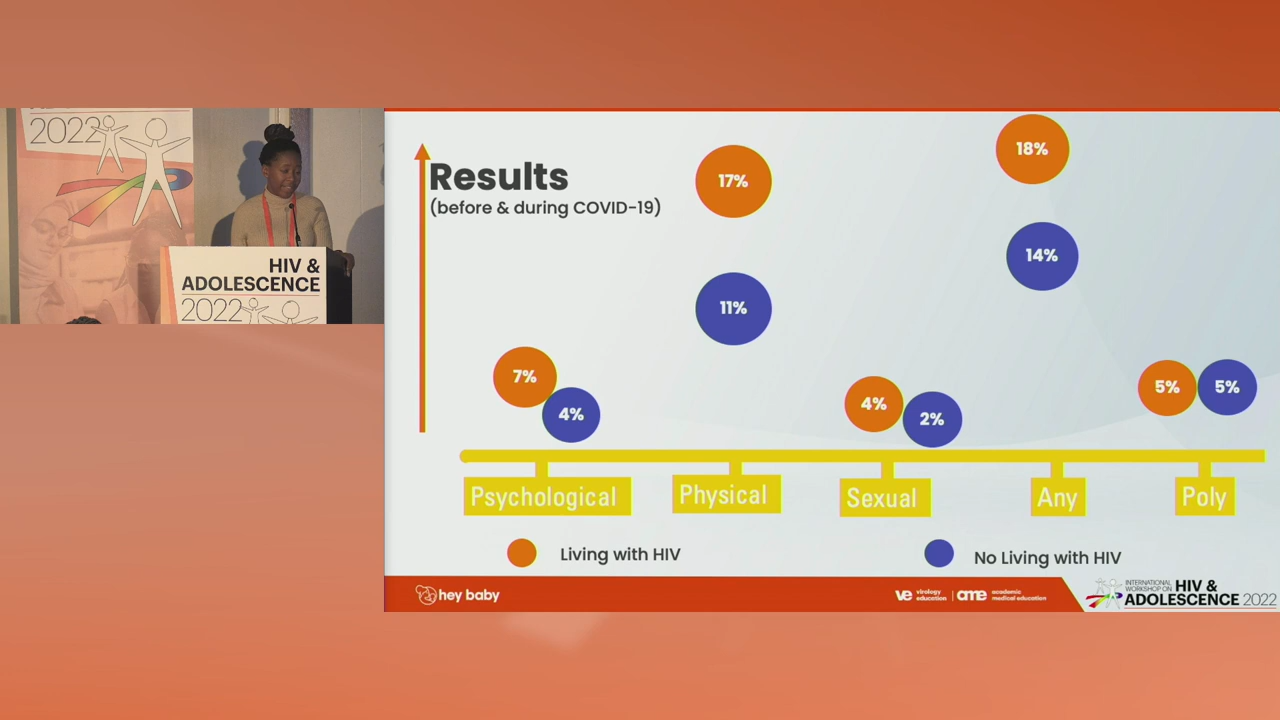 2022
HIV &
ADOLESCENCE
2022
Results
(before & during COVID-19)
17%
18%
11%
14%
7%
4%
4%
2%
5%
5%
Psychological
Physical
Sexual
Any
Poly
Living with HIV
No Living with HIV
hey baby
ve virology education | ame academic medical education
INTERNATIONAL
WORKSHOP ON
HIV &
ADOLESCENCE 2022